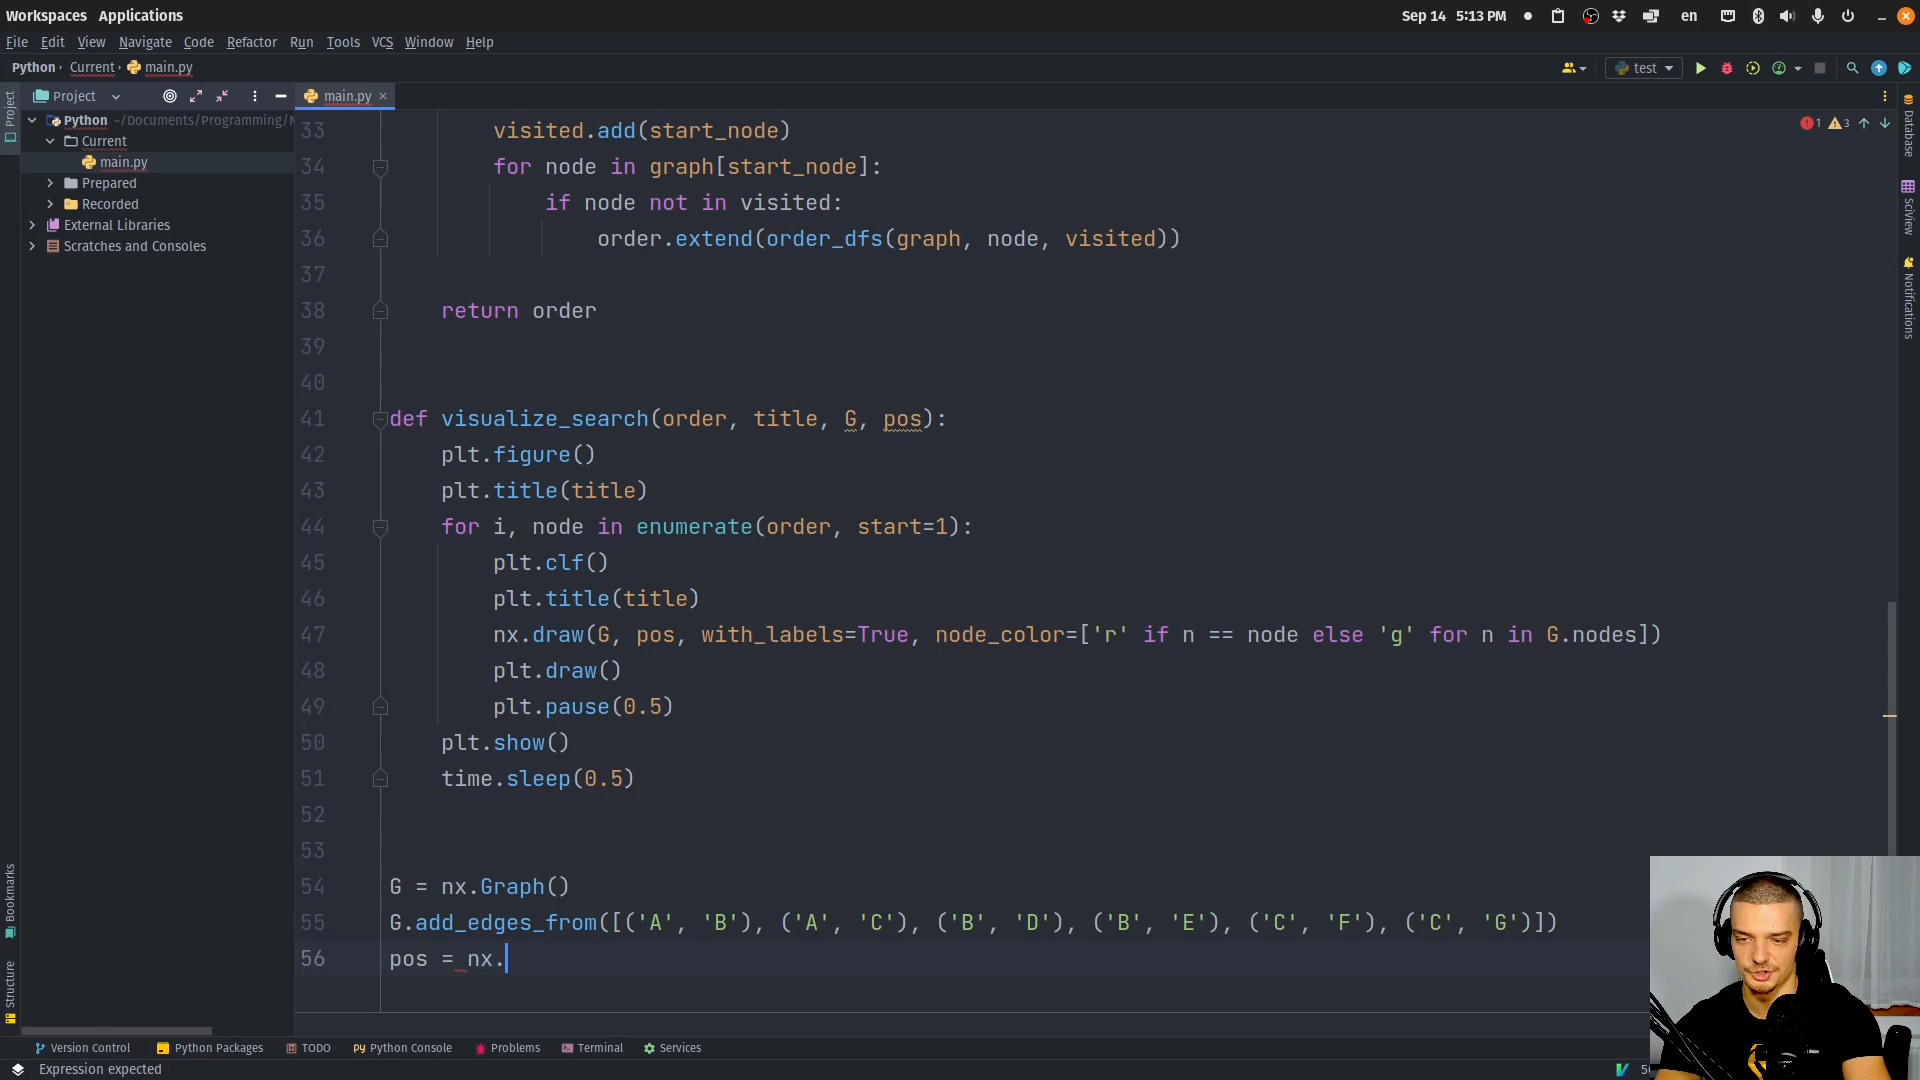 Workspaces Applications
Sep 14 5:13 PM
en
File Edit View Navigate Code Refactor Run Tools VCS Window Help
Python Current main.py
test
Project
main.py
1 3
Python ~/Documents/Programming/
Current
main.py
Prepared
Recorded
External Libraries
Scratches and Consoles
Project
Bookmarks
Structure
Database
SciView
Notifications
33 visited.add(start_node)
34 for node in graph[start_node]:
35 if node not in visited:
36 order.extend(order_dfs(graph, node, visited))
37
38 return order
39
40
41 def visualize_search(order, title, G, pos):
42 plt.figure()
43 plt.title(title)
44 for i, node in enumerate(order, start=1):
45 plt.clf()
46 plt.title(title)
47 nx.draw(G, pos, with_labels=True, node_color=['r' if n == node else 'g' for n in G.nodes])
48 plt.draw()
49 plt.pause(0.5)
50 plt.show()
51 time.sleep(0.5)
52
53
54 G = nx.Graph()
55 G.add_edges_from([('A', 'B'), ('A', 'C'), ('B', 'D'), ('B', 'E'), ('C', 'F'), ('C', 'G')])
56 pos = nx.
Version Control Python Packages TODO Python Console Problems Terminal Services
Expression expected